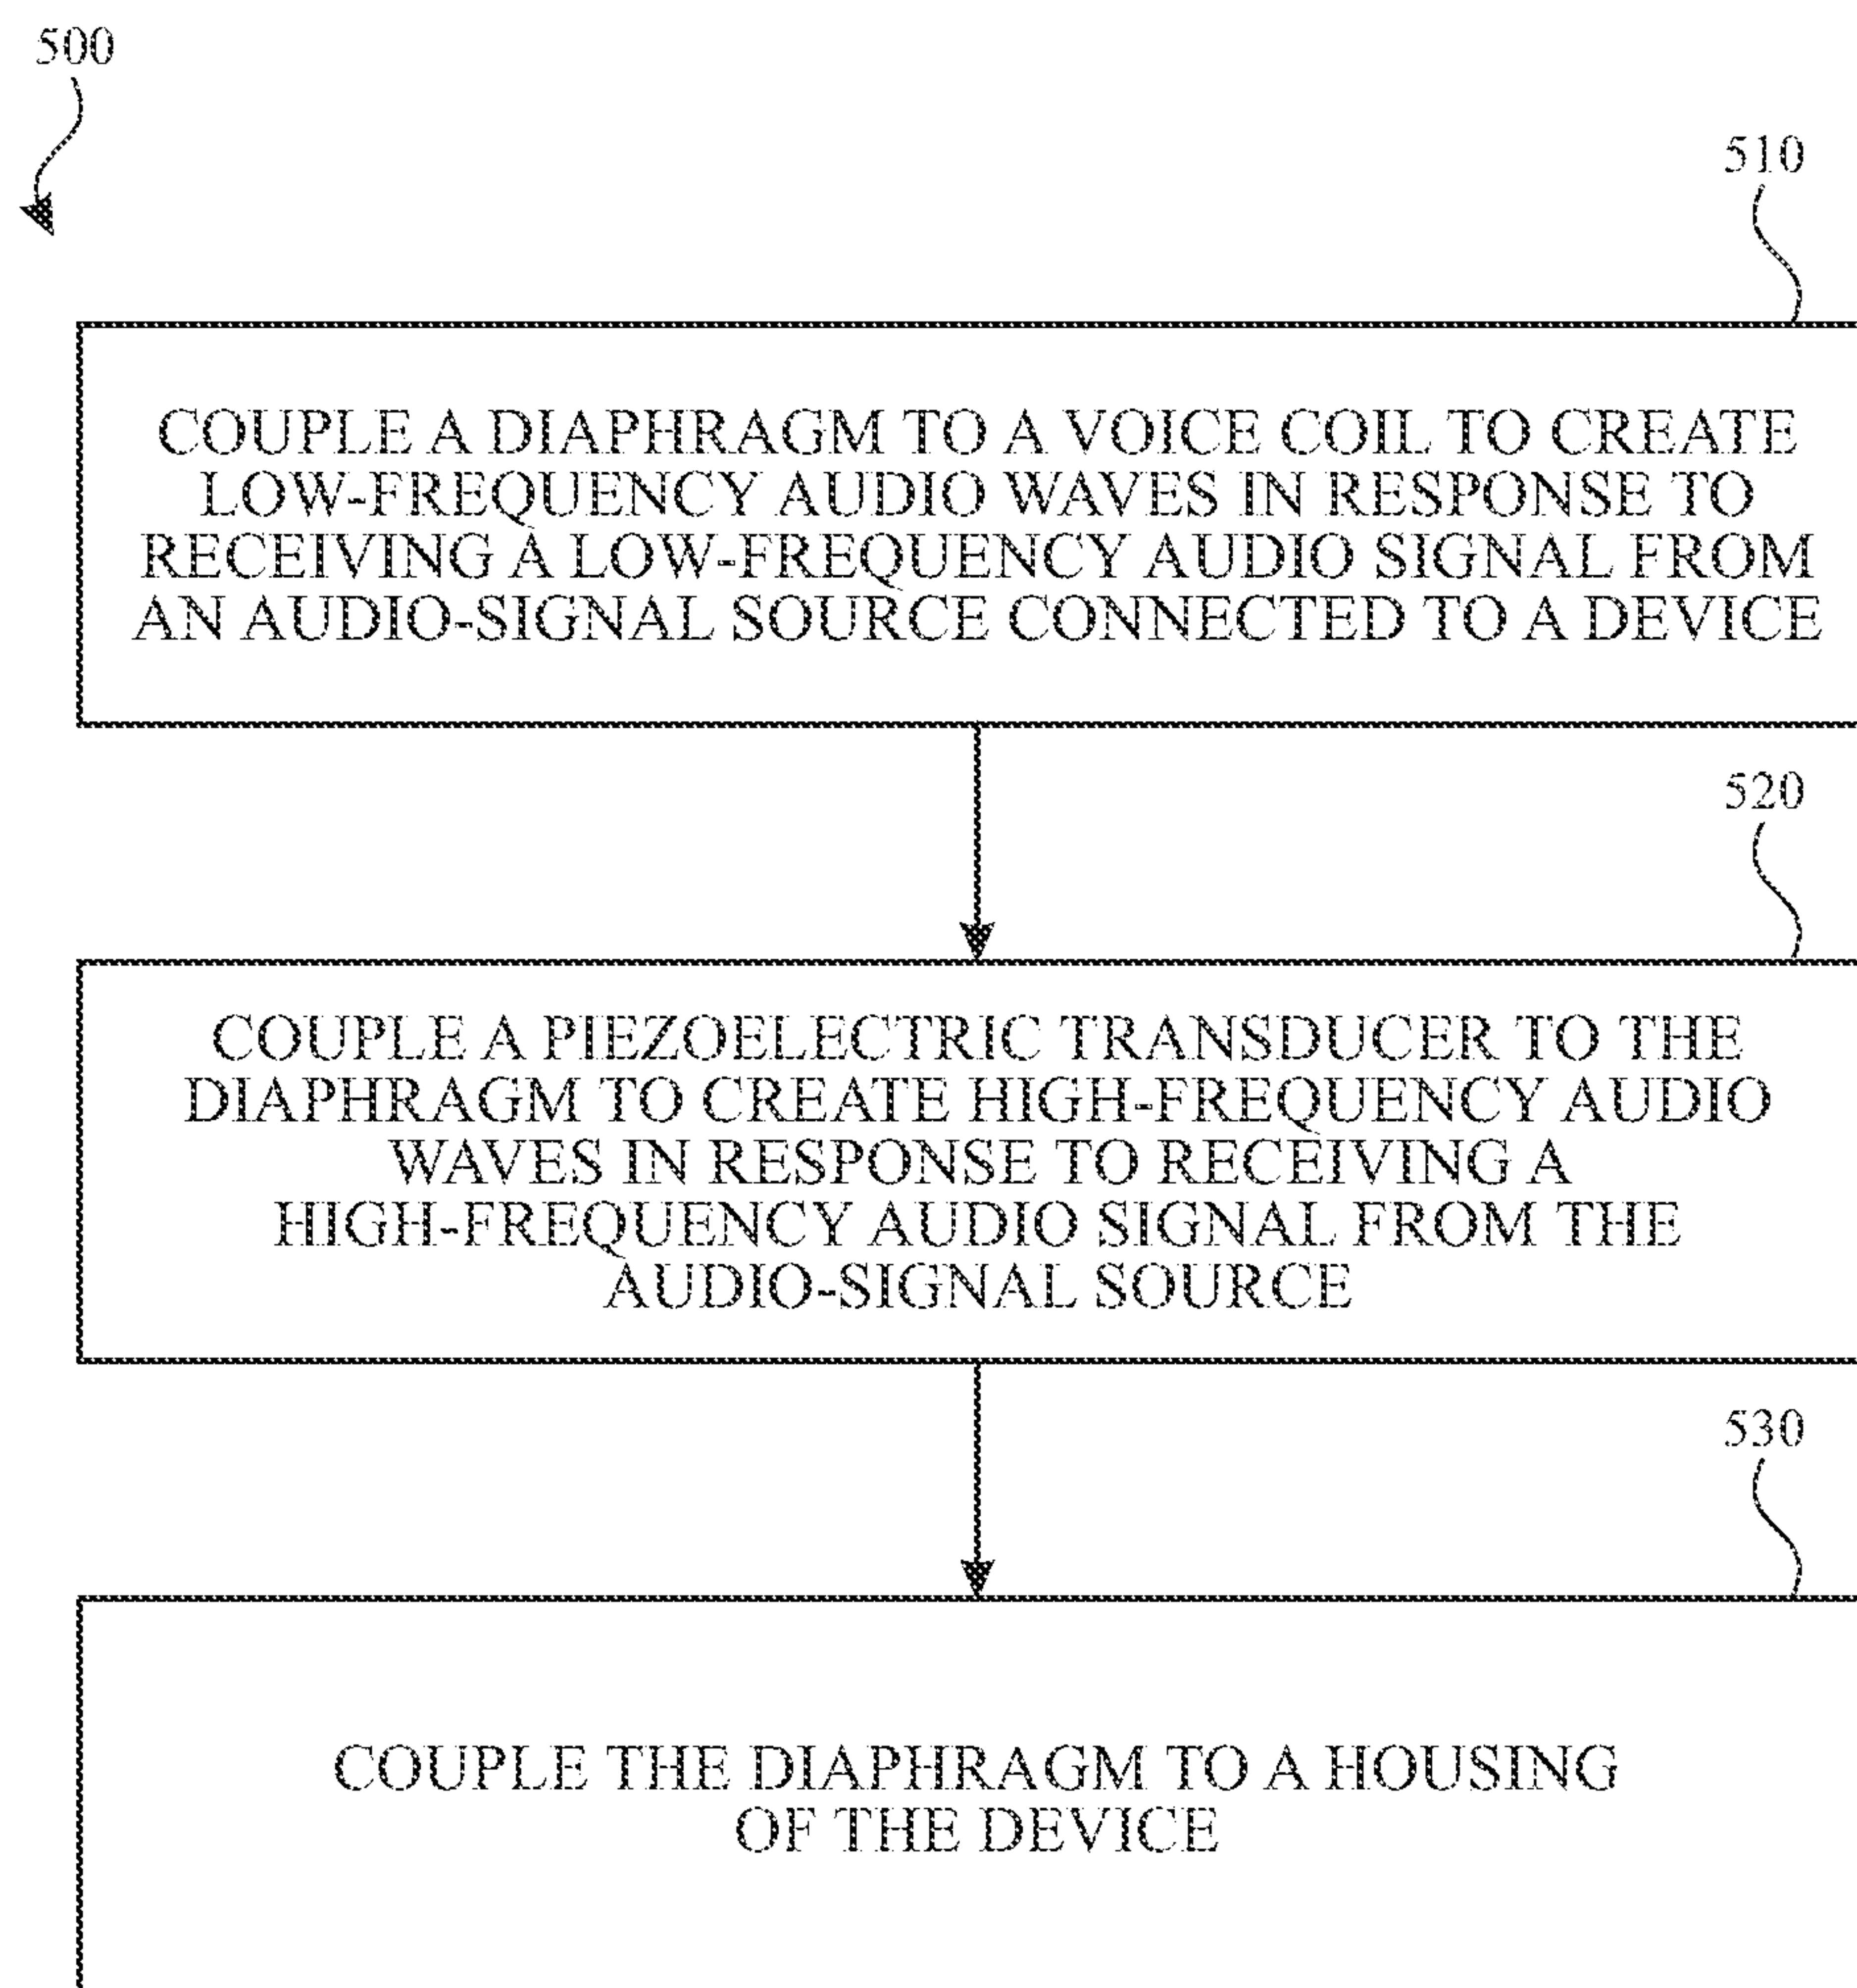 500
510
COUPLE A DIAPHRAGM TO A VOICE COIL TO CREATE
LOW-FREQUENCY AUDIO WAVES IN RESPONSE TO
RECEIVING A LOW-FREQUENCY AUDIO SIGNAL FROM
AN AUDIO-SIGNAL SOURCE CONNECTED TO A DEVICE
520
COUPLE A PIEZOELECTRIC TRANSDUCER TO THE
DIAPHRAGM TO CREATE HIGH-FREQUENCY AUDIO
WAVES IN RESPONSE TO RECEIVING A
HIGH-FREQUENCY AUDIO SIGNAL FROM THE
AUDIO-SIGNAL SOURCE
530
COUPLE THE DIAPHRAGM TO A HOUSING
OF THE DEVICE